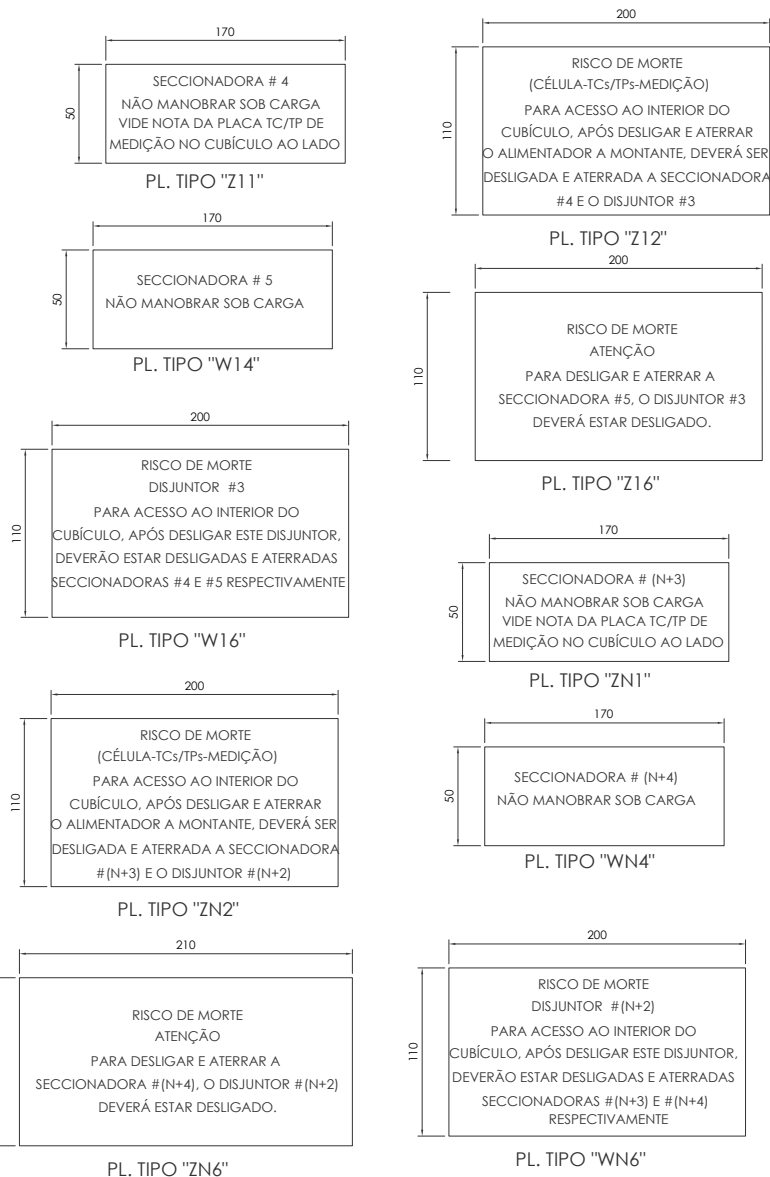 170
50
SECCIONADORA # 4
NÃO MANOBRAR SOB CARGA
VIDE NOTA DA PLACA TC/TP DE
MEDIÇÃO NO CUBÍCULO AO LADO
PL. TIPO "Z11"
200
110
RISCO DE MORTE
(CÉLULA-TCs/TPs-MEDIÇÃO)
PARA ACESSO AO INTERIOR DO
CUBÍCULO, APÓS DESLIGAR E ATERRAR
O ALIMENTADOR A MONTANTE, DEVERÁ SER
DESLIGADA E ATERRADA A SECCIONADORA
#4 E O DISJUNTOR #3
PL. TIPO "Z12"
170
50
SECCIONADORA # 5
NÃO MANOBRAR SOB CARGA
PL. TIPO "W14"
200
110
RISCO DE MORTE
ATENÇÃO
PARA DESLIGAR E ATERRAR A
SECCIONADORA #5, O DISJUNTOR #3
DEVERÁ ESTAR DESLIGADO.
PL. TIPO "Z16"
200
110
RISCO DE MORTE
DISJUNTOR #3
PARA ACESSO AO INTERIOR DO
CUBÍCULO, APÓS DESLIGAR ESTE DISJUNTOR,
DEVERÃO ESTAR DESLIGADAS E ATERRADAS
SECCIONADORAS #4 E #5 RESPECTIVAMENTE
PL. TIPO "W16"
170
50
SECCIONADORA # (N+3)
NÃO MANOBRAR SOB CARGA
VIDE NOTA DA PLACA TC/TP DE
MEDIÇÃO NO CUBÍCULO AO LADO
PL. TIPO "ZN1"
200
110
RISCO DE MORTE
(CÉLULA-TCs/TPs-MEDIÇÃO)
PARA ACESSO AO INTERIOR DO
CUBÍCULO, APÓS DESLIGAR E ATERRAR
O ALIMENTADOR A MONTANTE, DEVERÁ SER
DESLIGADA E ATERRADA A SECCIONADORA
#(N+3) E O DISJUNTOR #(N+2)
PL. TIPO "ZN2"
170
50
SECCIONADORA # (N+4)
NÃO MANOBRAR SOB CARGA
PL. TIPO "WN4"
210
RISCO DE MORTE
ATENÇÃO
PARA DESLIGAR E ATERRAR A
SECCIONADORA #(N+4), O DISJUNTOR #(N+2)
DEVERÁ ESTAR DESLIGADO.
PL. TIPO "ZN6"
200
110
RISCO DE MORTE
DISJUNTOR #(N+2)
PARA ACESSO AO INTERIOR DO
CUBÍCULO, APÓS DESLIGAR ESTE DISJUNTOR,
DEVERÃO ESTAR DESLIGADAS E ATERRADAS
SECCIONADORAS #(N+3) E #(N+4)
RESPECTIVAMENTE
PL. TIPO "WN6"